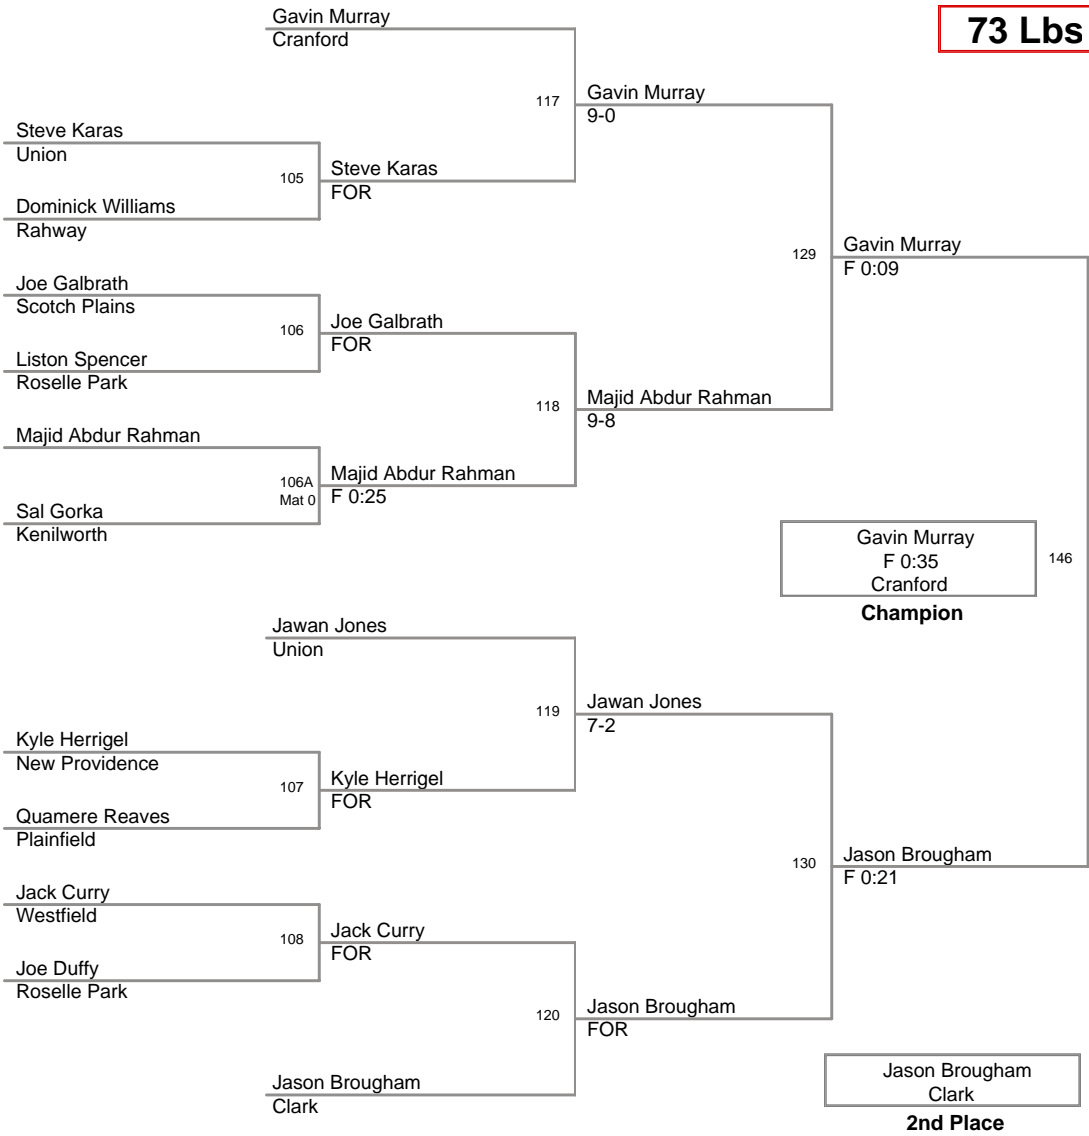 Gavin Murray
Cranford
73 Lbs
117
Gavin Murray
9-0
Steve Karas
Union
105
Steve Karas
FOR
Dominick Williams
Rahway
129
Gavin Murray
F 0:09
Joe Galbrath
Scotch Plains
106
Joe Galbrath
FOR
Liston Spencer
Roselle Park
118
Majid Abdur Rahman
9-8
Majid Abdur Rahman
106A
Mat 0
Majid Abdur Rahman
F 0:25
Sal Gorka
Kenilworth
Gavin Murray
F 0:35
Cranford
146
Champion
Jawan Jones
Union
119
Jawan Jones
7-2
Kyle Herrigel
New Providence
107
Kyle Herrigel
FOR
Quamere Reaves
Plainfield
130
Jason Brougham
F 0:21
Jack Curry
Westfield
108
Jack Curry
FOR
Joe Duffy
Roselle Park
120
Jason Brougham
FOR
Jason Brougham
Clark
Jason Brougham
Clark
2nd Place